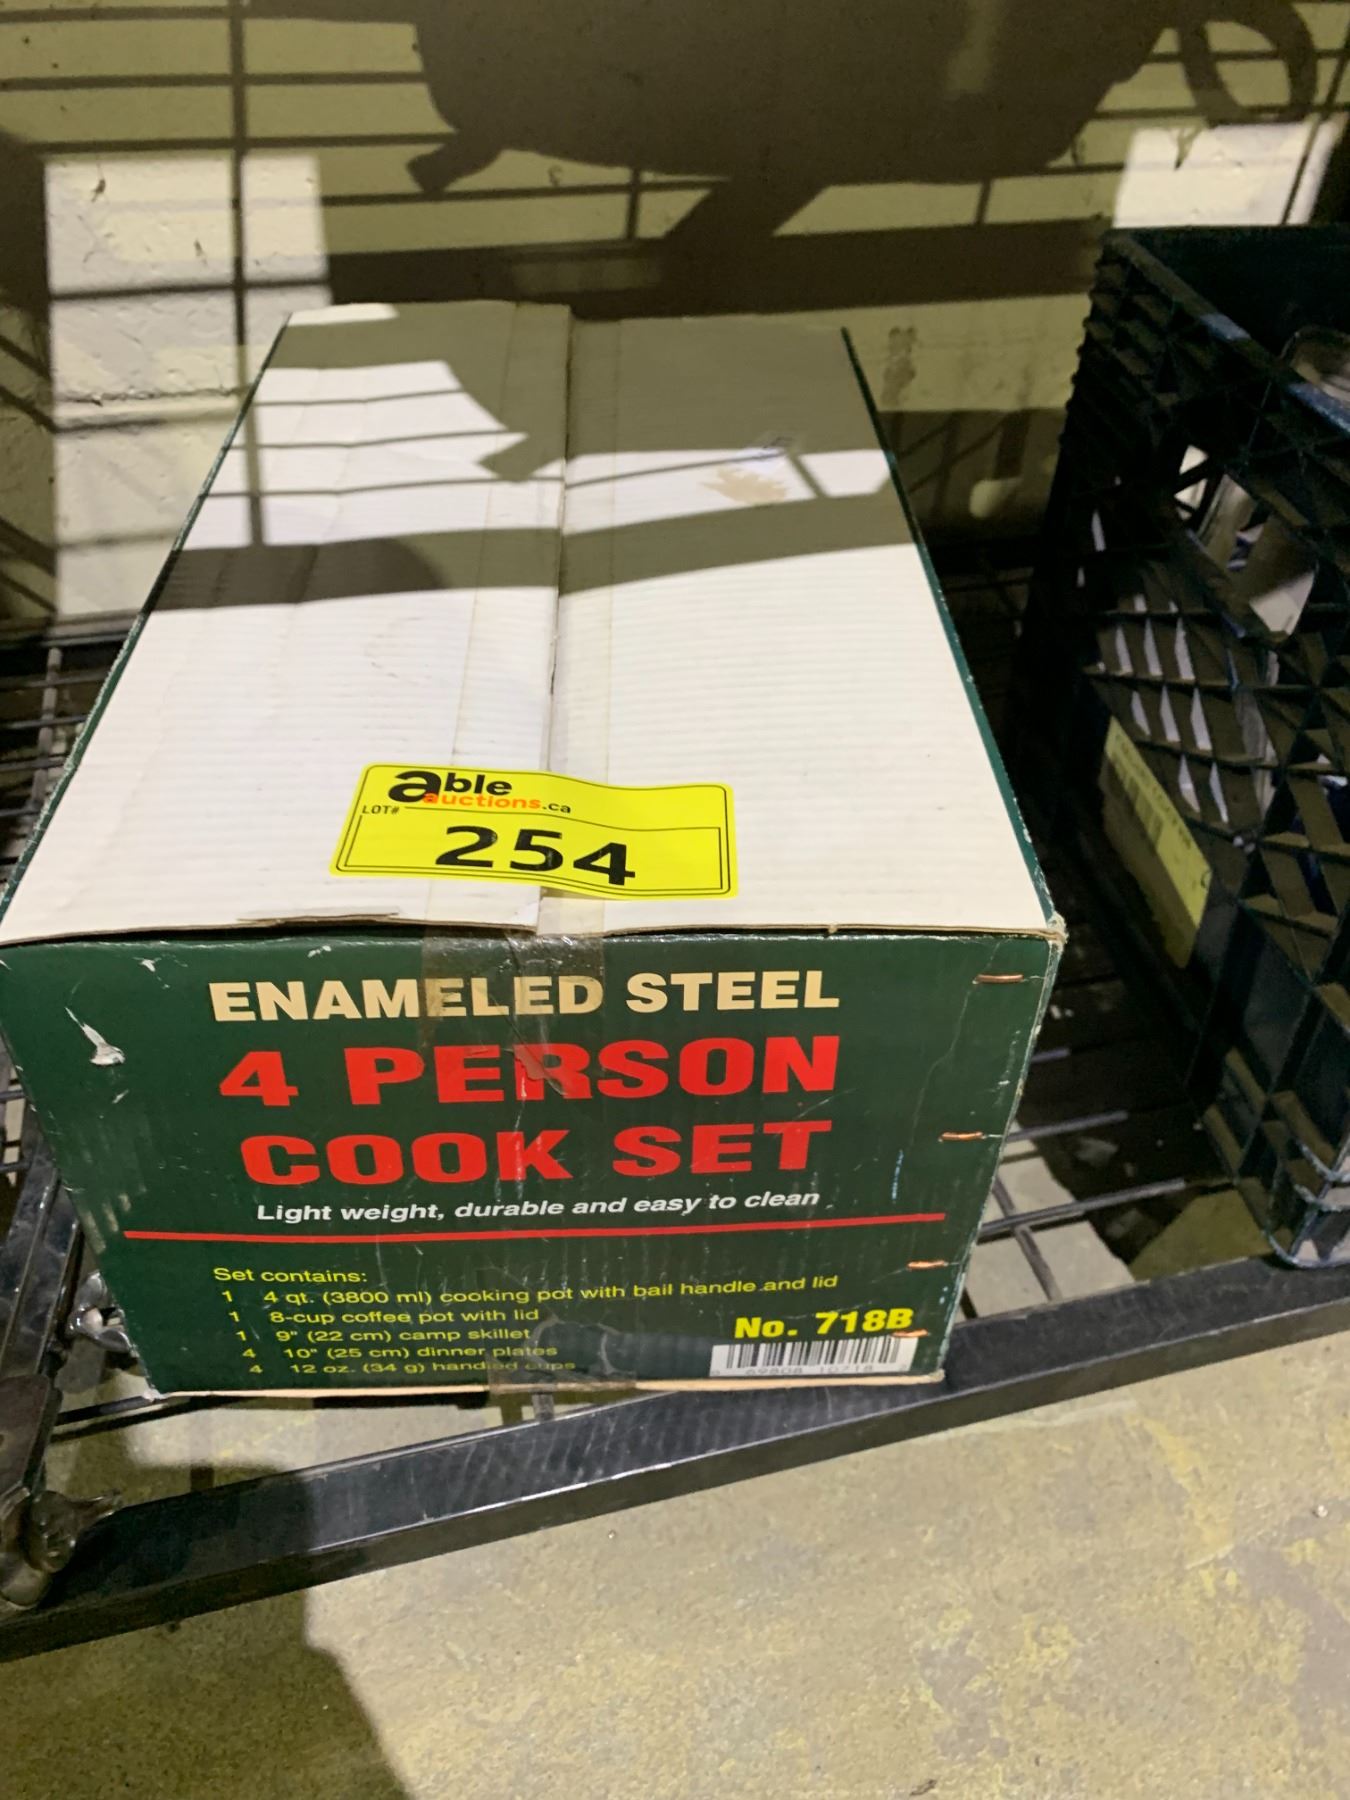 able
auctions.ca
LOT#
254
ENAMELED STEEL
4 PERSON
COOK SET
Light weight, durable and easy to clean
Set contains:
1 4 qt. (3800 ml) cooking pot with bail handle and lid
1 8-cup coffee pot with lid
1 9" (22 cm) camp skillet
4 10" (25 cm) dinner plates
4 12 oz. (34 g) handled cups
No. 718B